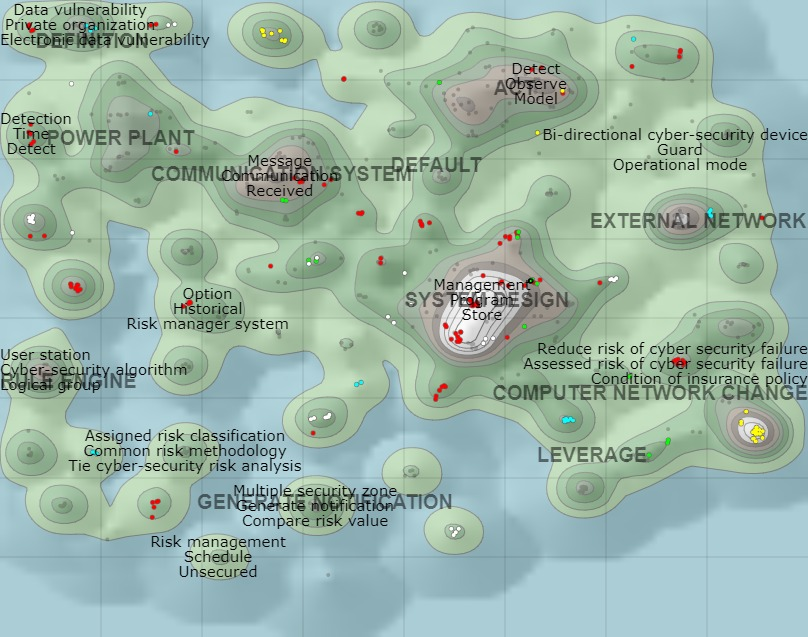 Data vulnerability
Private organization
Electronic data vulnerability
DEFINITION
Detect
Observe
Model
Detection
Time
Detect
POWER PLANT
Bi-directional cyber-security device
Guard
Operational mode
Message
Communication
Received
COMMUNICATION SYSTEM
DEFAULT
EXTERNAL NETWORK
Option
Historical
Risk manager system
Management
Program
Store
SYSTEM DESIGN
User station
Cyber-security algorithm
Logical group
ENGINE
Reduce risk of cyber security failure
Assessed risk of cyber security failure
Condition of insurance policy
COMPUTER NETWORK CHANGE
Assigned risk classification
Common risk methodology
Tie cyber-security risk analysis
LEVERAGE
Multiple security zone
Generate notification
Compare risk value
GENERATE NOTIFICATION
Risk management
Schedule
Unsecured